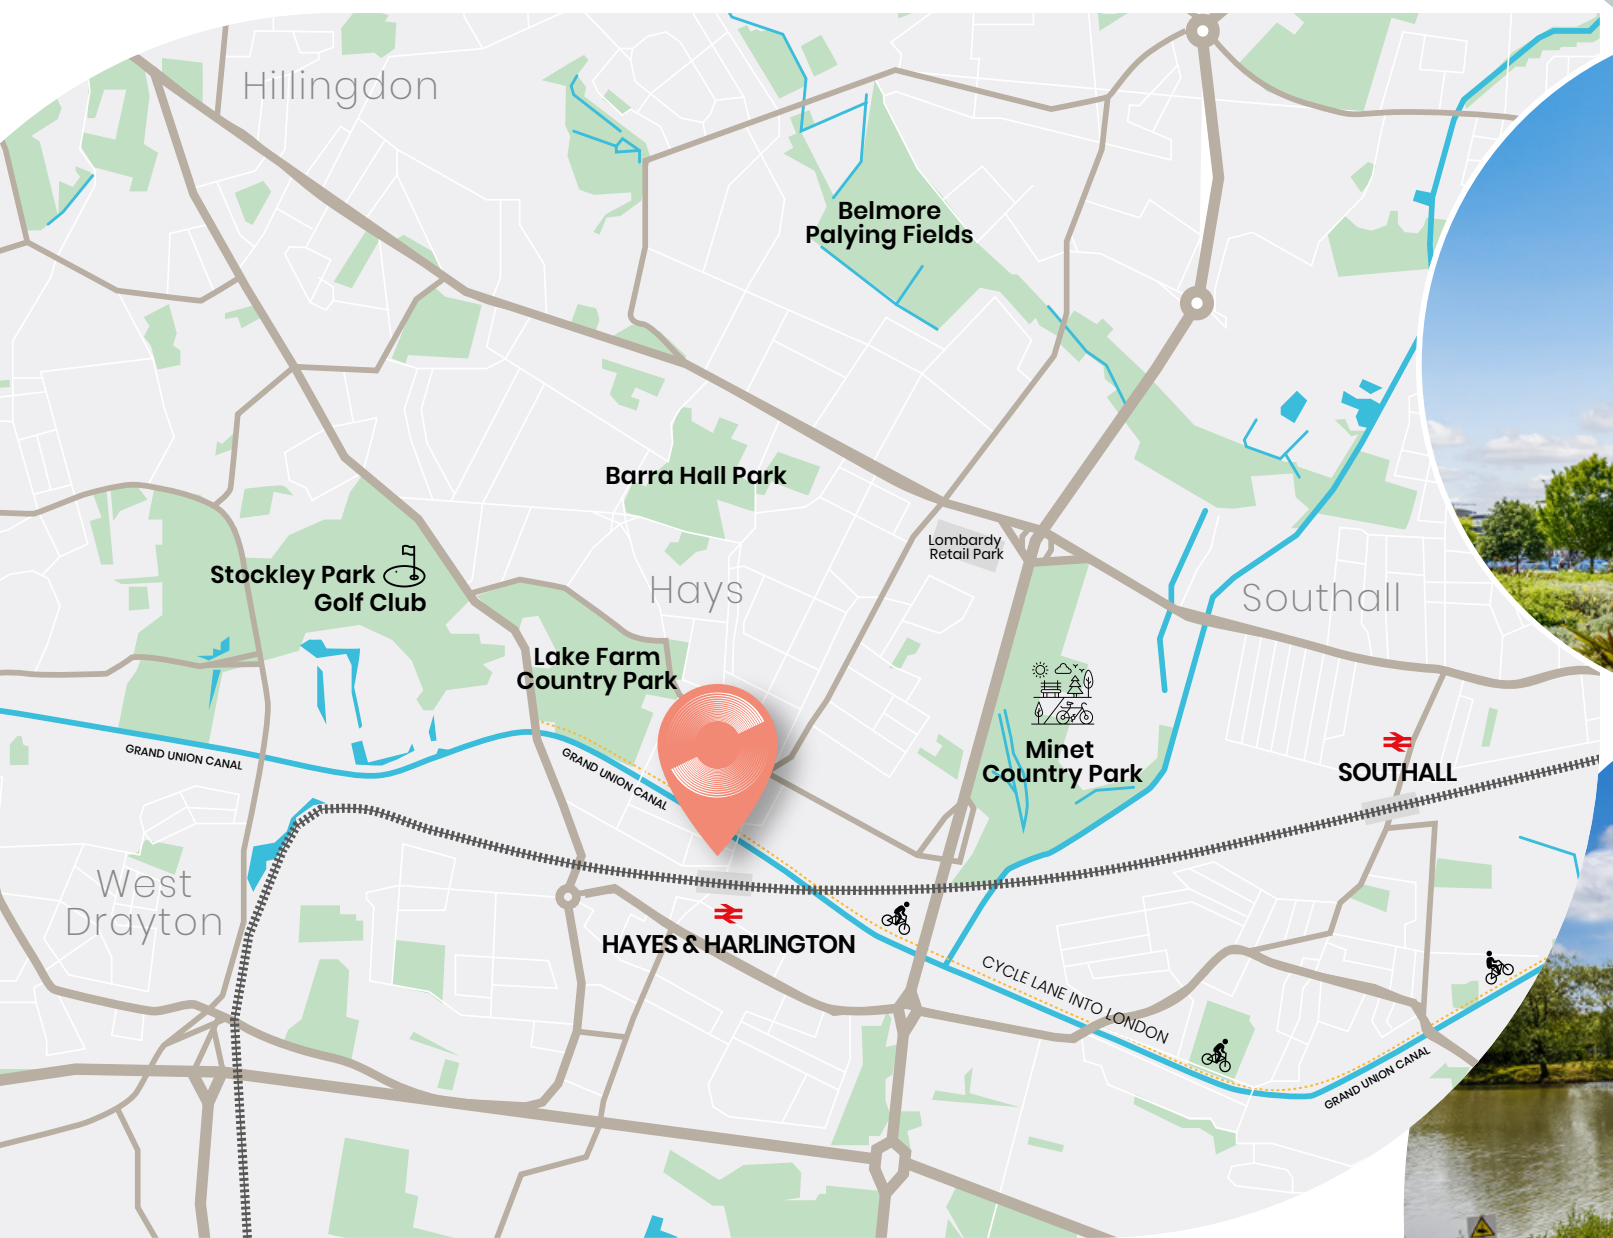 Hillingdon
Belmore
Palying Fields
Barra Hall Park
Lombardy
Retail Park
Stockley Park
Golf Club
Hays
Southall
Lake Farm
Country Park
Minet
Country Park
GRAND UNION CANAL
GRAND UNION CANAL
SOUTHALL
West
Drayton
HAYES & HARLINGTON
CYCLE LANE INTO LONDON
GRAND UNION CANAL